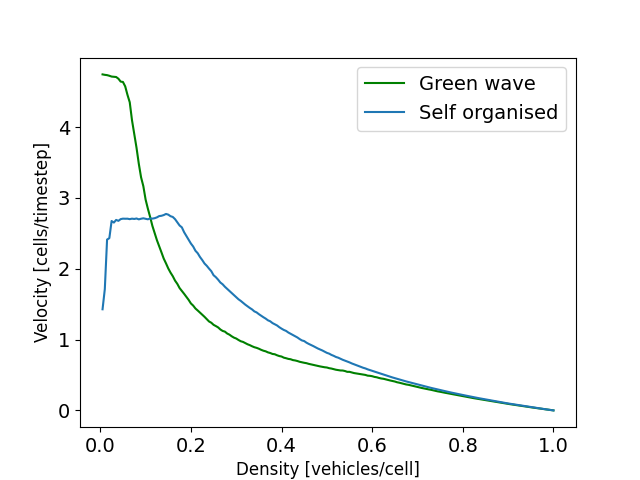 Green wave
Self organised
Velocity [cells/timestep]
4
3
2
1
0
0.0 0.2 0.4 0.6 0.8 1.0
Density [vehicles/cell]